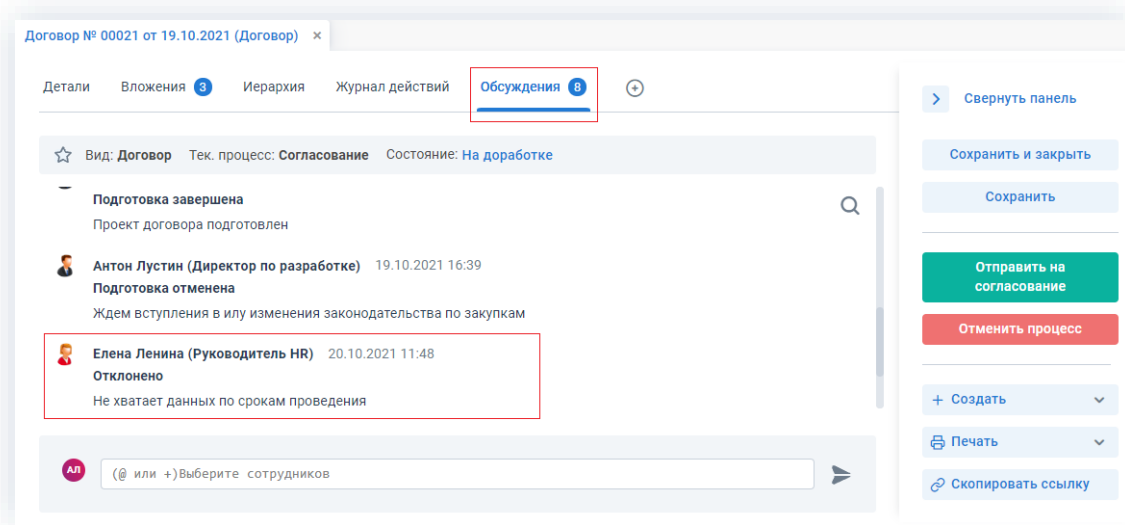 Договор № 00021 от 19.10.2021 (Договор) ×
Детали Вложения 3 Иерархия Журнал действий Обсуждения 8
Свернуть панель
Вид: Договор Тек. процесс: Согласование Состояние: На доработке
Подготовка завершена
Проект договора подготовлен
Антон Лустин (Директор по разработке) 19.10.2021 16:39
Подготовка отменена
Ждем вступления в илу изменения законодательства по закупкам
Елена Ленина (Руководитель HR) 20.10.2021 11:48
Отклонено
Не хватает данных по срокам проведения
АЛ (@ или +)Выберите сотрудников
Сохранить и закрыть
Сохранить
Отправить на
согласование
Отменить процесс
+ Создать
Печать
Скопировать ссылку